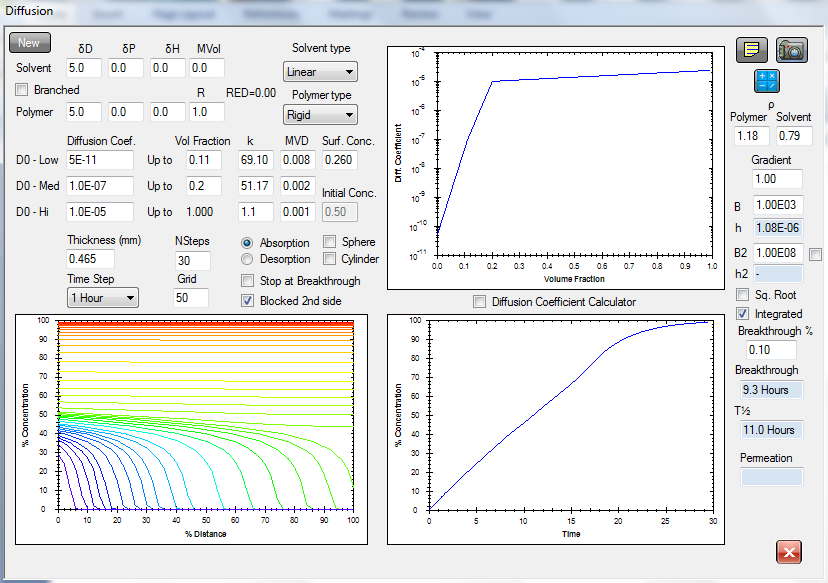 Diffusion
New
δD δP δH MVol
Solvent 5.0 0.0 0.0 0.0
Solvent type
Linear
Branched
R RED=0.00
Polymer type
Polymer 5.0 0.0 0.0 1.0
Rigid
Diffusion Coef. Vol Fraction k MVD Surf. Conc.
D0 - Low 5E-11 Up to 0.11 69.10 0.008 0.260
D0 - Med 1.0E-07 Up to 0.2 51.17 0.002
Initial Conc.
D0 - Hi 1.0E-05 Up to 1.000 1.1 0.001 0.50
Thickness (mm) NSteps
Absorption Sphere
0.465 30
Desorption Cylinder
Time Step Grid
Stop at Breakthrough
1 Hour 50
Blocked 2nd side
Diff. Coefficient
10-4
10-5
10-6
10-7
10-8
10-9
10-10
10-11
0.0 0.1 0.2 0.3 0.4 0.5 0.6 0.7 0.8 0.9 1.0
Volume Fraction
Diffusion Coefficient Calculator
ρ
Polymer Solvent
1.18 0.79
Gradient
1.00
B 1.00E03
h 1.08E-06
B2 1.00E08
h2 -
Sq. Root
Integrated
Breakthrough %
0.10
Breakthrough
9.3 Hours
T½
11.0 Hours
Permeation
% Concentration
100
90
80
70
60
50
40
30
20
10
0
0 10 20 30 40 50 60 70 80 90 100
% Distance
% Concentration
100
90
80
70
60
50
40
30
20
10
0
0 5 10 15 20 25 30
Time